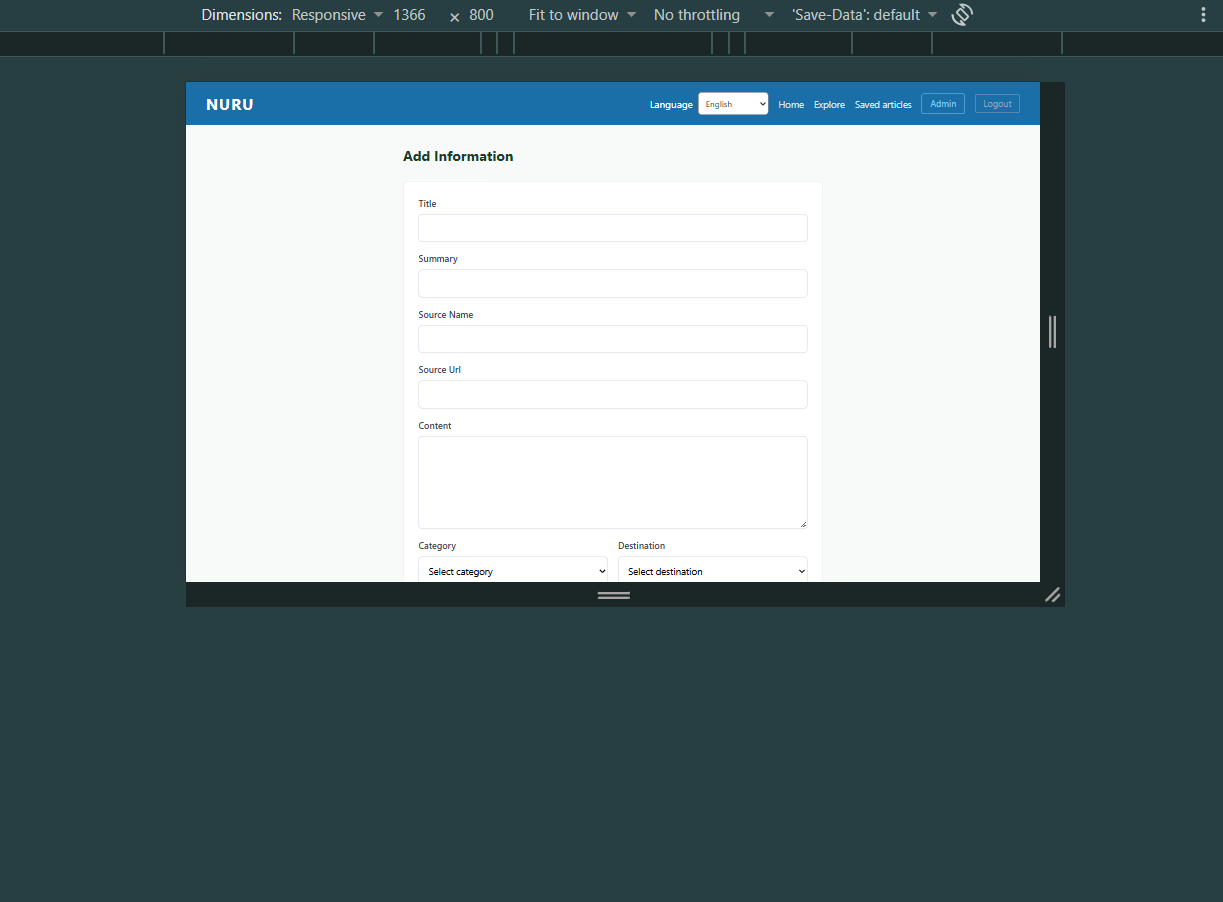 Dimensions: Responsive 1366 × 800 Fit to window No throttling 'Save-Data': default
NURU Language English Home Explore Saved articles Admin Logout
Add Information
Title
Summary
Source Name
Source Url
Content
Category Destination
Select category Select destination